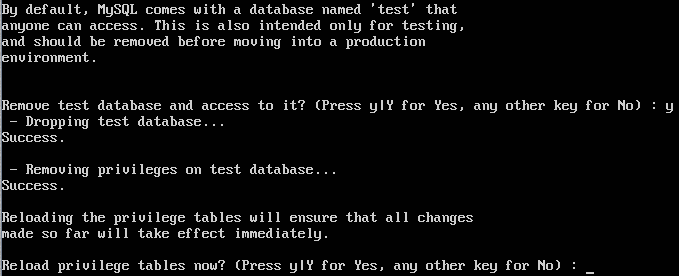 By default, MySQL comes with a database named 'test' that
anyone can access. This is also intended only for testing,
and should be removed before moving into a production
environment.
Remove test database and access to it? (Press y|Y for Yes, any other key for No) : y
- Dropping test database...
Success.
- Removing privileges on test database...
Success.
Reloading the privilege tables will ensure that all changes
made so far will take effect immediately.
Reload privilege tables now? (Press y|Y for Yes, any other key for No) : _